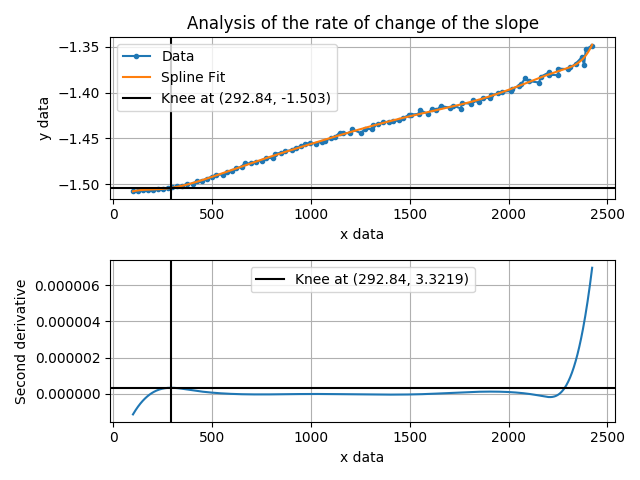 Analysis of the rate of change of the slope
−1.35
−1.40
−1.45
−1.50
y data
Data
Spline Fit
Knee at (292.84, -1.503)
0
500
1000
1500
2000
2500
x data
0.000006
0.000004
0.000002
0.000000
Second derivative
Knee at (292.84, 3.3219)
0
500
1000
1500
2000
2500
x data